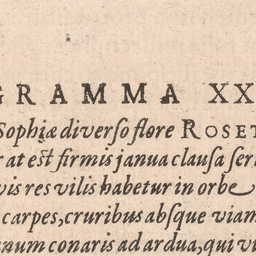 GRAMMA XX
Sophiæ diverso flore ROSET
r at est firmis janua clausa ser
vis res vilis habetur in orbe
carpes, cruribus absque viam
anum conaris ad ardua, qui vi